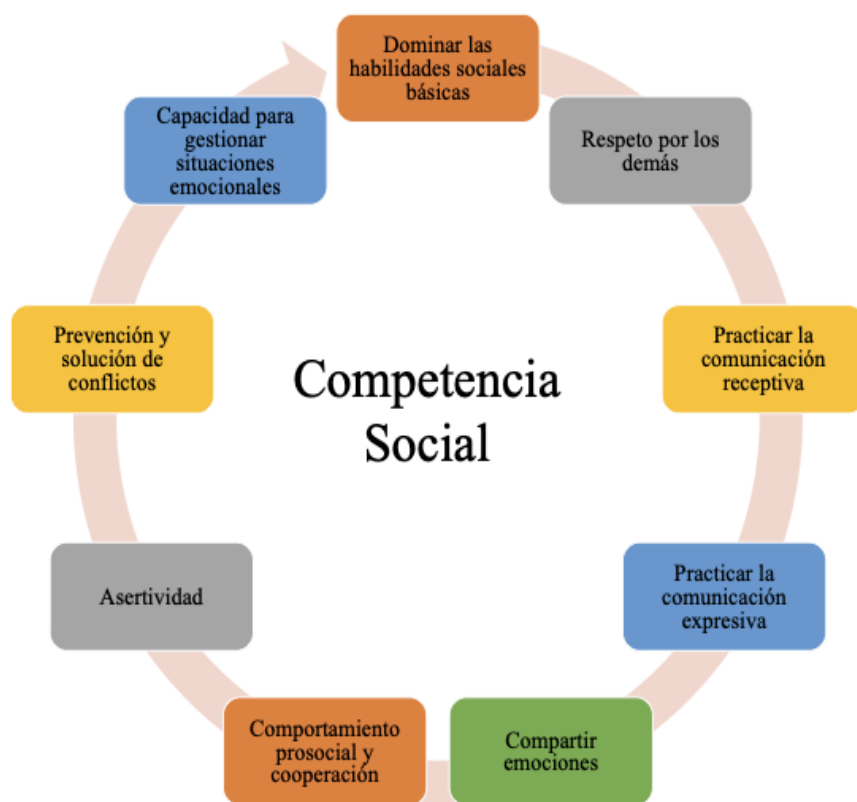 Dominar las
habilidades sociales
básicas
Respeto por los
demás
Practicar la
comunicación
receptiva
Practicar la
comunicación
expresiva
Compartir
emociones
Comportamiento
prosocial y
cooperación
Asertividad
Prevención y
solución de
conflictos
Capacidad para
gestionar
situaciones
emocionales
Competencia
Social